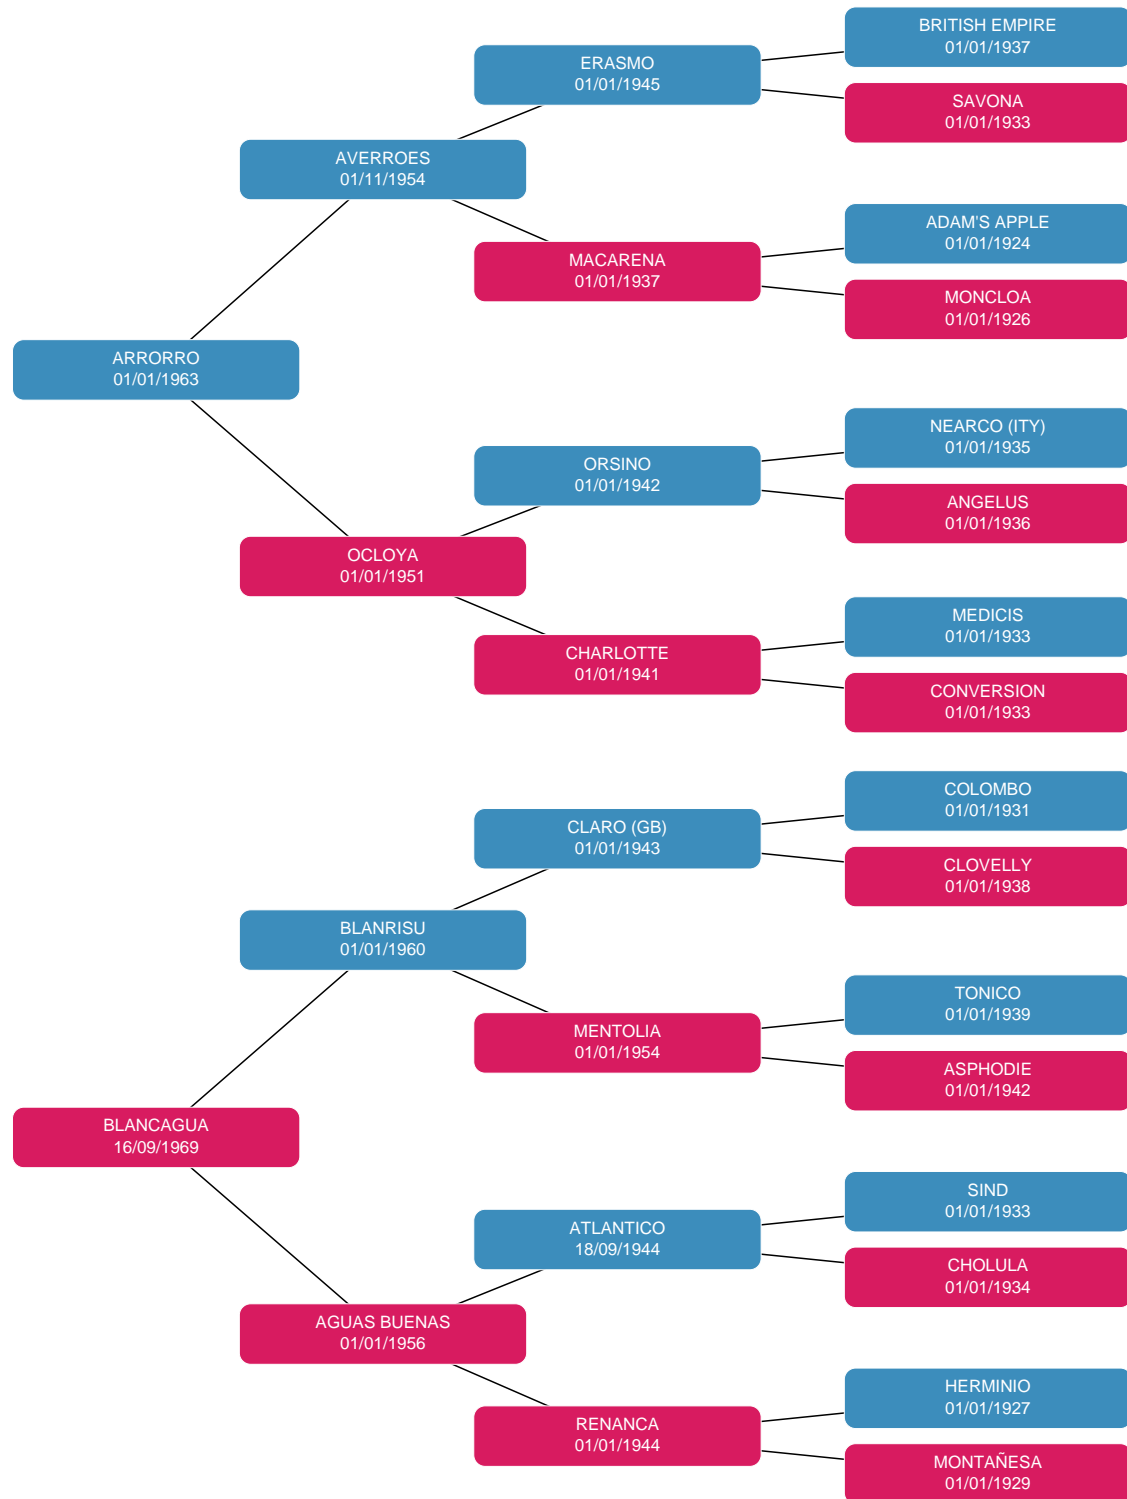 BRITISH EMPIRE
01/01/1937
ERASMO
01/01/1945
SAVONA
01/01/1933
AVERROES
01/11/1954
ADAM'S APPLE
01/01/1924
MACARENA
01/01/1937
MONCLOA
01/01/1926
ARRORRO
01/01/1963
NEARCO (ITY)
01/01/1935
ORSINO
01/01/1942
ANGELUS
01/01/1936
OCLOYA
01/01/1951
MEDICIS
01/01/1933
CHARLOTTE
01/01/1941
CONVERSION
01/01/1933
COLOMBO
01/01/1931
CLARO (GB)
01/01/1943
CLOVELLY
01/01/1938
BLANRISU
01/01/1960
TONICO
01/01/1939
MENTOLIA
01/01/1954
ASPHODIE
01/01/1942
BLANCAGUA
16/09/1969
SIND
01/01/1933
ATLANTICO
18/09/1944
CHOLULA
01/01/1934
AGUAS BUENAS
01/01/1956
HERMINIO
01/01/1927
RENANCA
01/01/1944
MONTAÑESA
01/01/1929